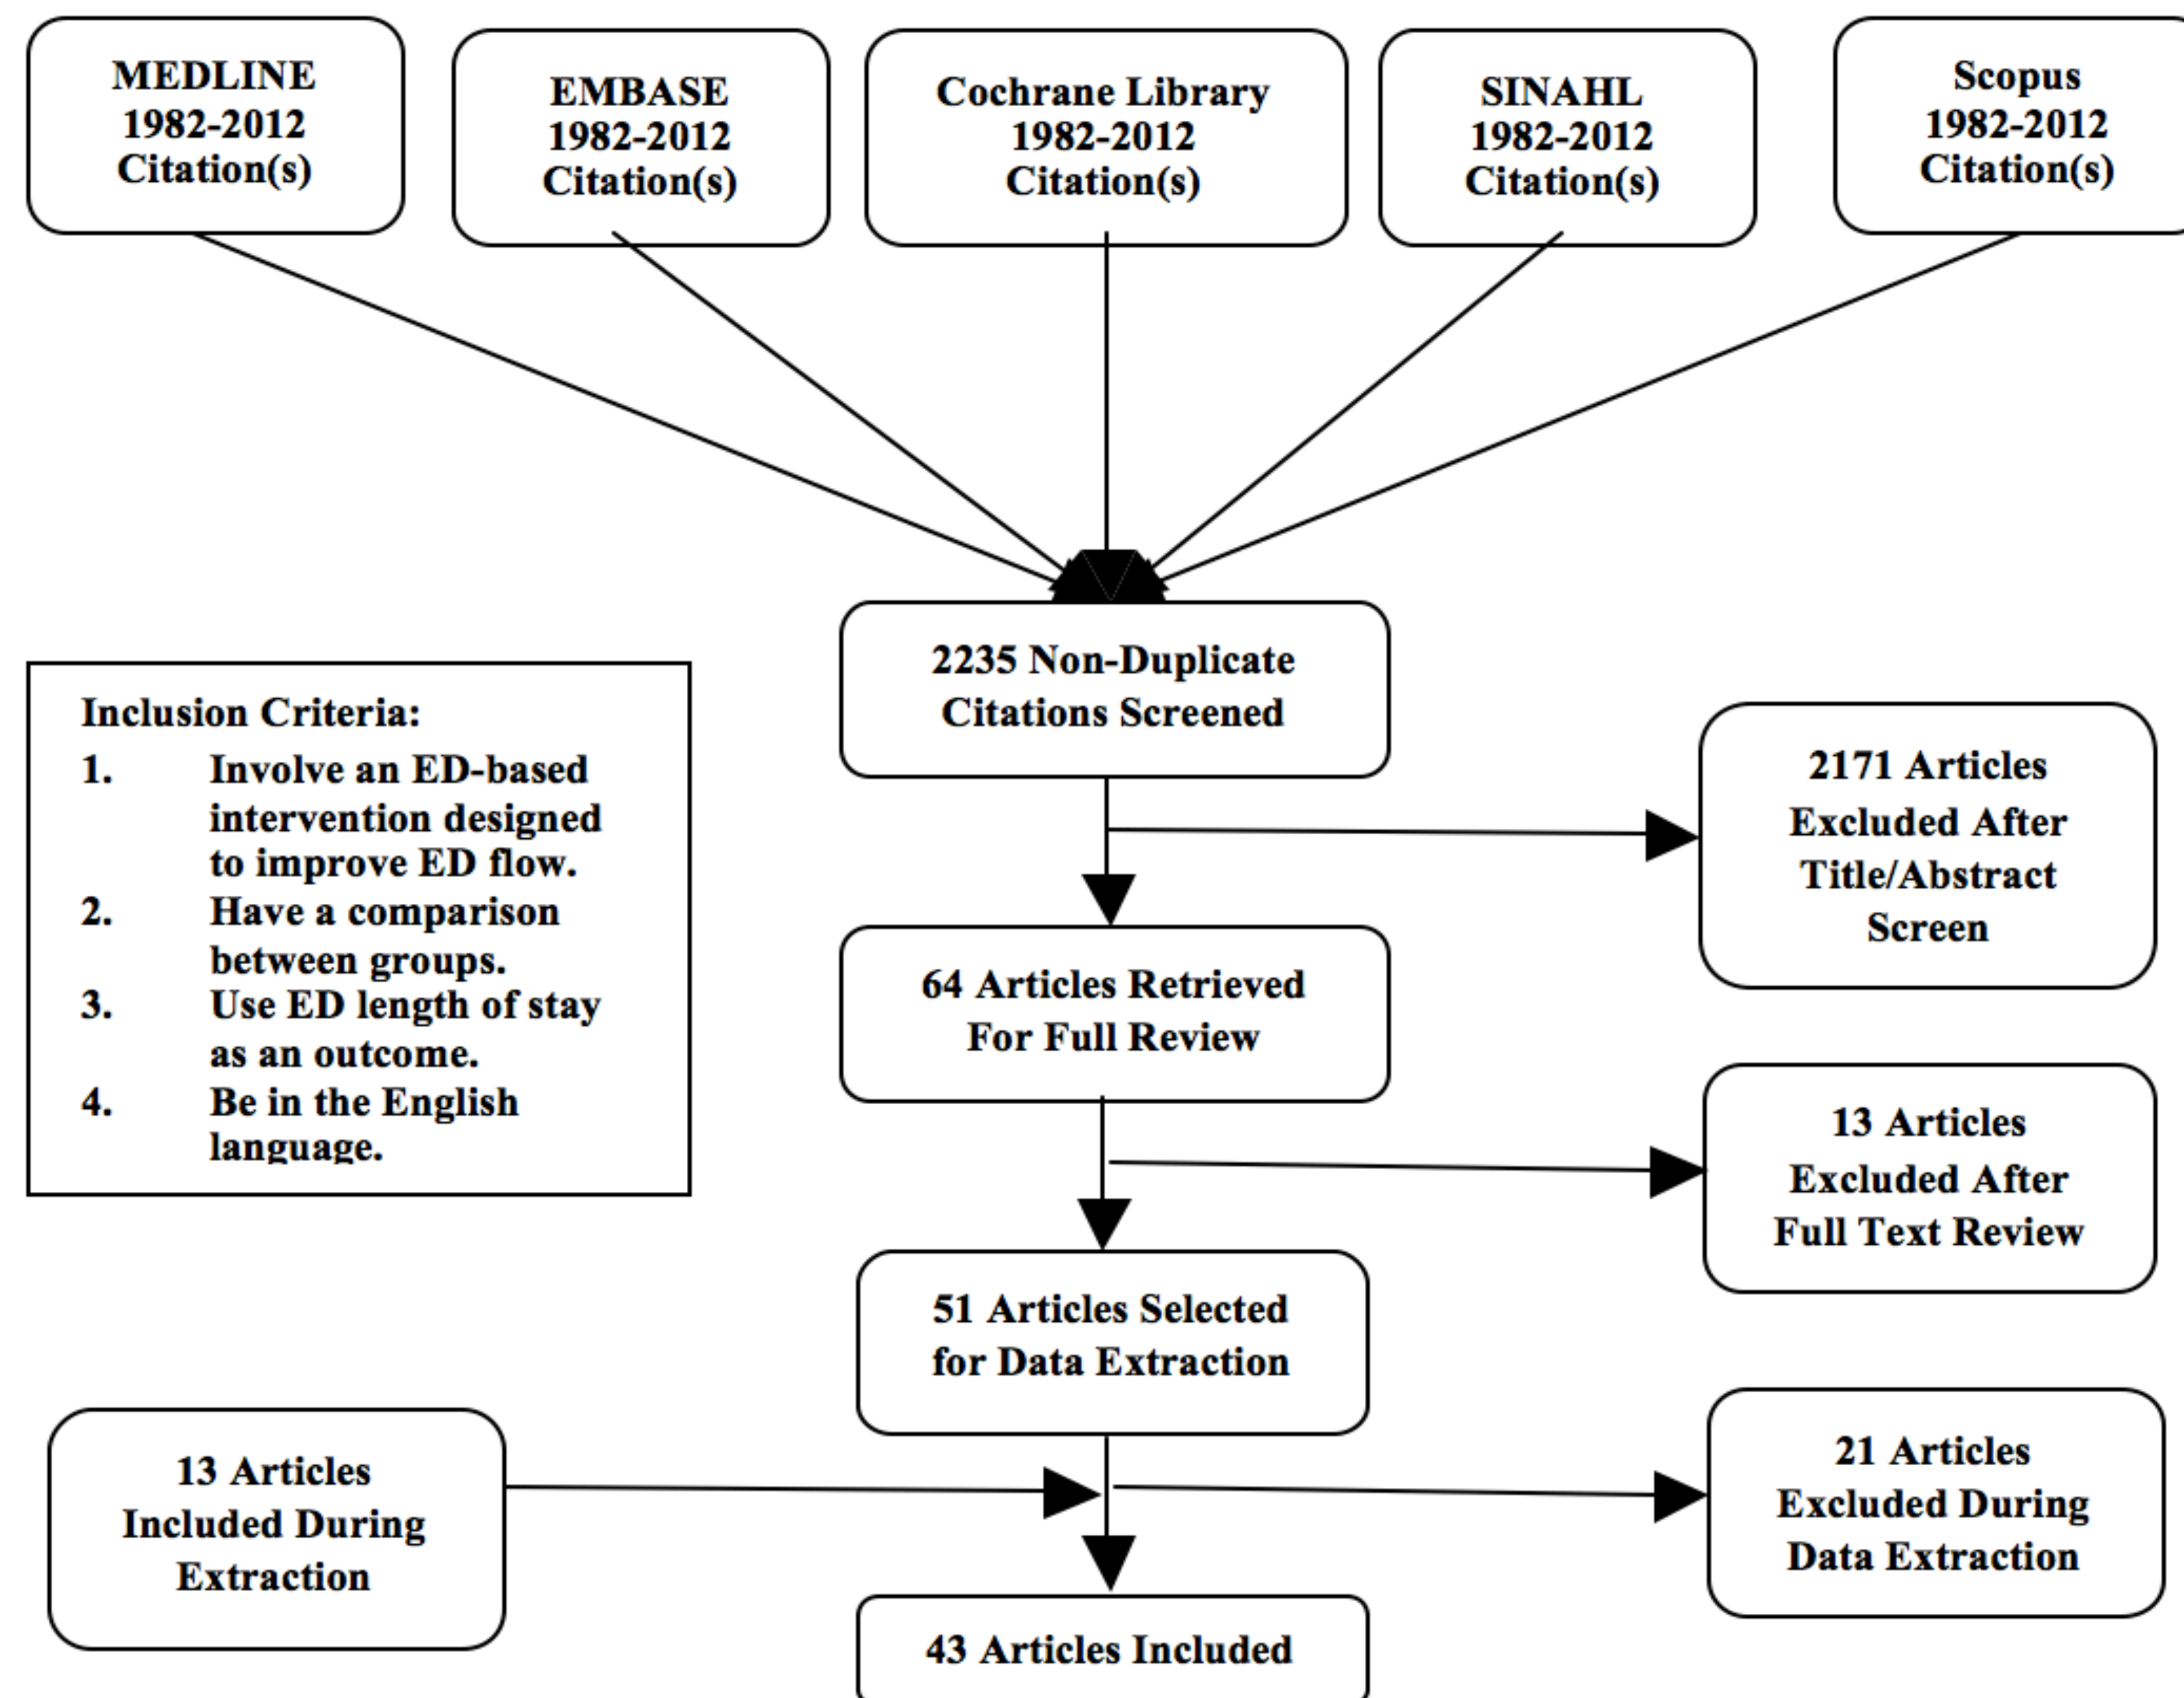 MEDLINE
1982-2012
Citation(s)
EMBASE
1982-2012
Citation(s)
Cochrane Library
1982-2012
Citation(s)
SINAHL
1982-2012
Citation(s)
Scopus
1982-2012
Citation(s)
2235 Non-Duplicate
Citations Screened
Inclusion Criteria:
1. Involve an ED-based
intervention designed
to improve ED flow.
2. Have a comparison
between groups.
3. Use ED length of stay
as an outcome.
4. Be in the English
language.
2171 Articles
Excluded After
Title/Abstract
Screen
64 Articles Retrieved
For Full Review
13 Articles
Excluded After
Full Text Review
51 Articles Selected
for Data Extraction
13 Articles
Included During
Extraction
21 Articles
Excluded During
Data Extraction
43 Articles Included